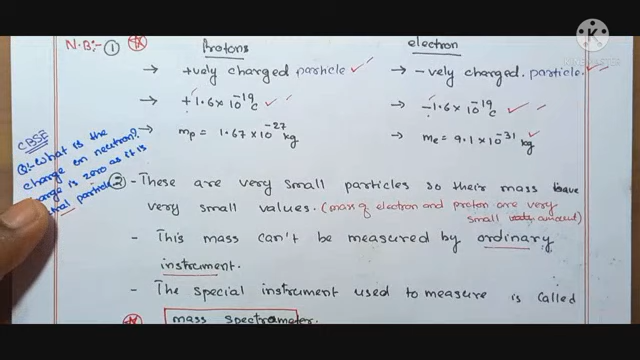 N.B:- ①
Protons
electron
→ +vely charged particle
→ -vely charged. particle.
→ +1.6 × 10⁻¹⁹ c
→ -1.6 × 10⁻¹⁹ c
→ mp = 1.67 × 10⁻²⁷ kg
→ me = 9.1 × 10⁻³¹ kg
CBSE
Q:- What is the
charge on neutron?
charge is zero as it is
particle
② - These are very small particles so their mass have
very small values. (mass of electron and proton are very
small amount)
- This mass can't be measured by ordinary
instrument.
- The special instrument used to measure is called
mass spectrometer.
KINEMASTER